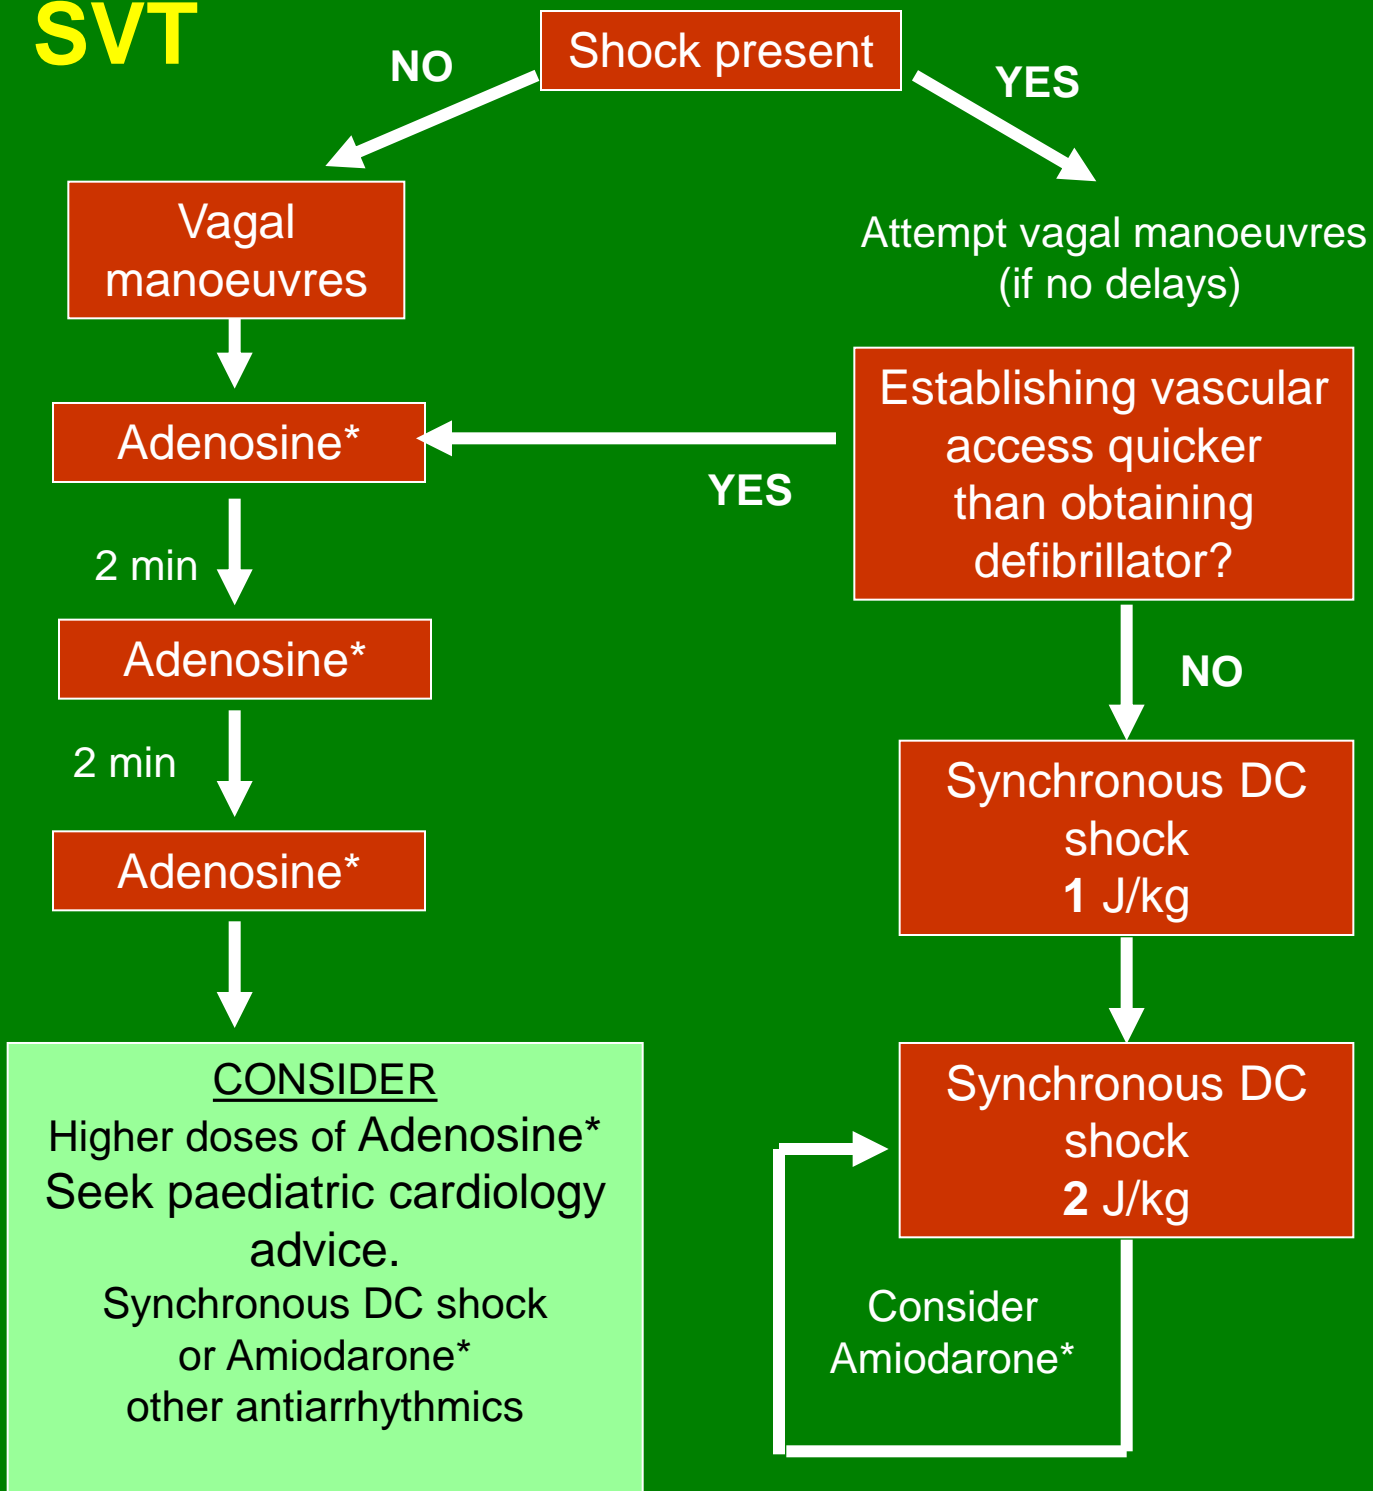 SVT
Shock present
NO
YES
Vagal
manoeuvres
Attempt vagal manoeuvres
(if no delays)
Establishing vascular
access quicker
than obtaining
defibrillator?
Adenosine*
YES
2 min
Adenosine*
NO
2 min
Synchronous DC
shock
1 J/kg
Adenosine*
CONSIDER
Higher doses of Adenosine*
Seek paediatric cardiology
advice.
Synchronous DC shock
or Amiodarone*
other antiarrhythmics
Synchronous DC
shock
2 J/kg
Consider
Amiodarone*